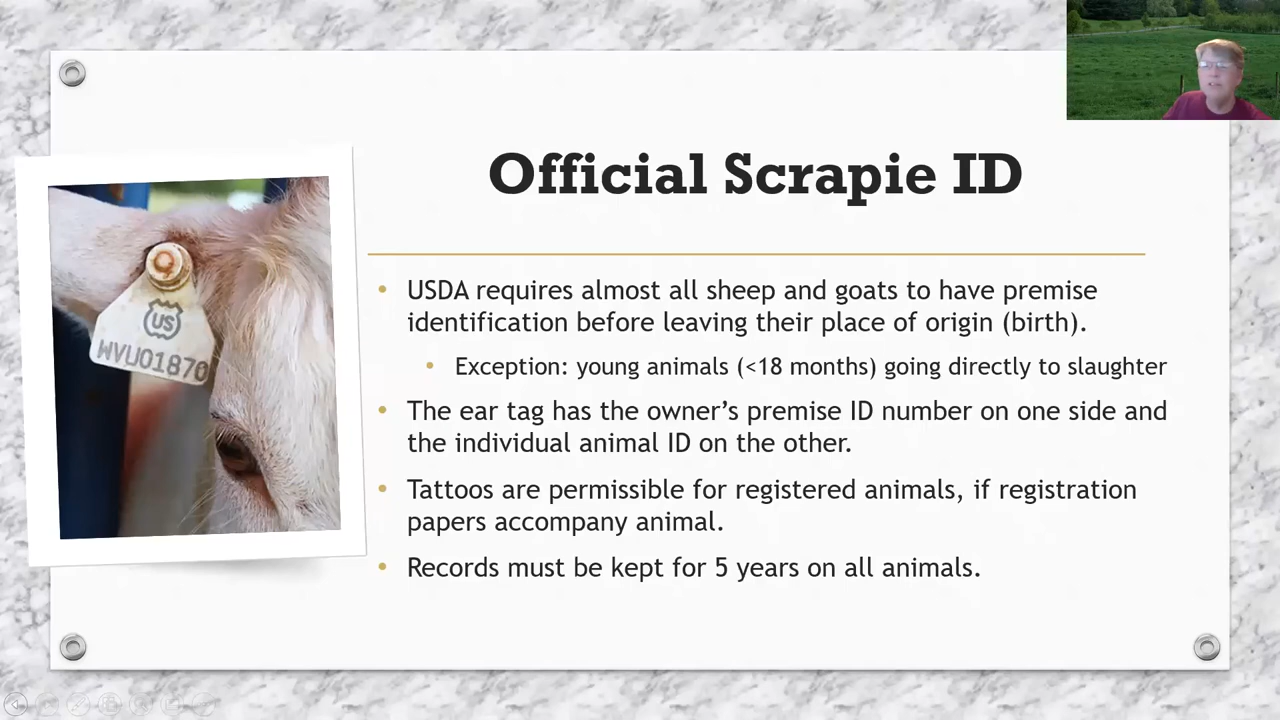 Official Scrapie ID
US
WVU01870
• USDA requires almost all sheep and goats to have premise
identification before leaving their place of origin (birth).
• Exception: young animals (<18 months) going directly to slaughter
• The ear tag has the owner’s premise ID number on one side and
the individual animal ID on the other.
• Tattoos are permissible for registered animals, if registration
papers accompany animal.
• Records must be kept for 5 years on all animals.